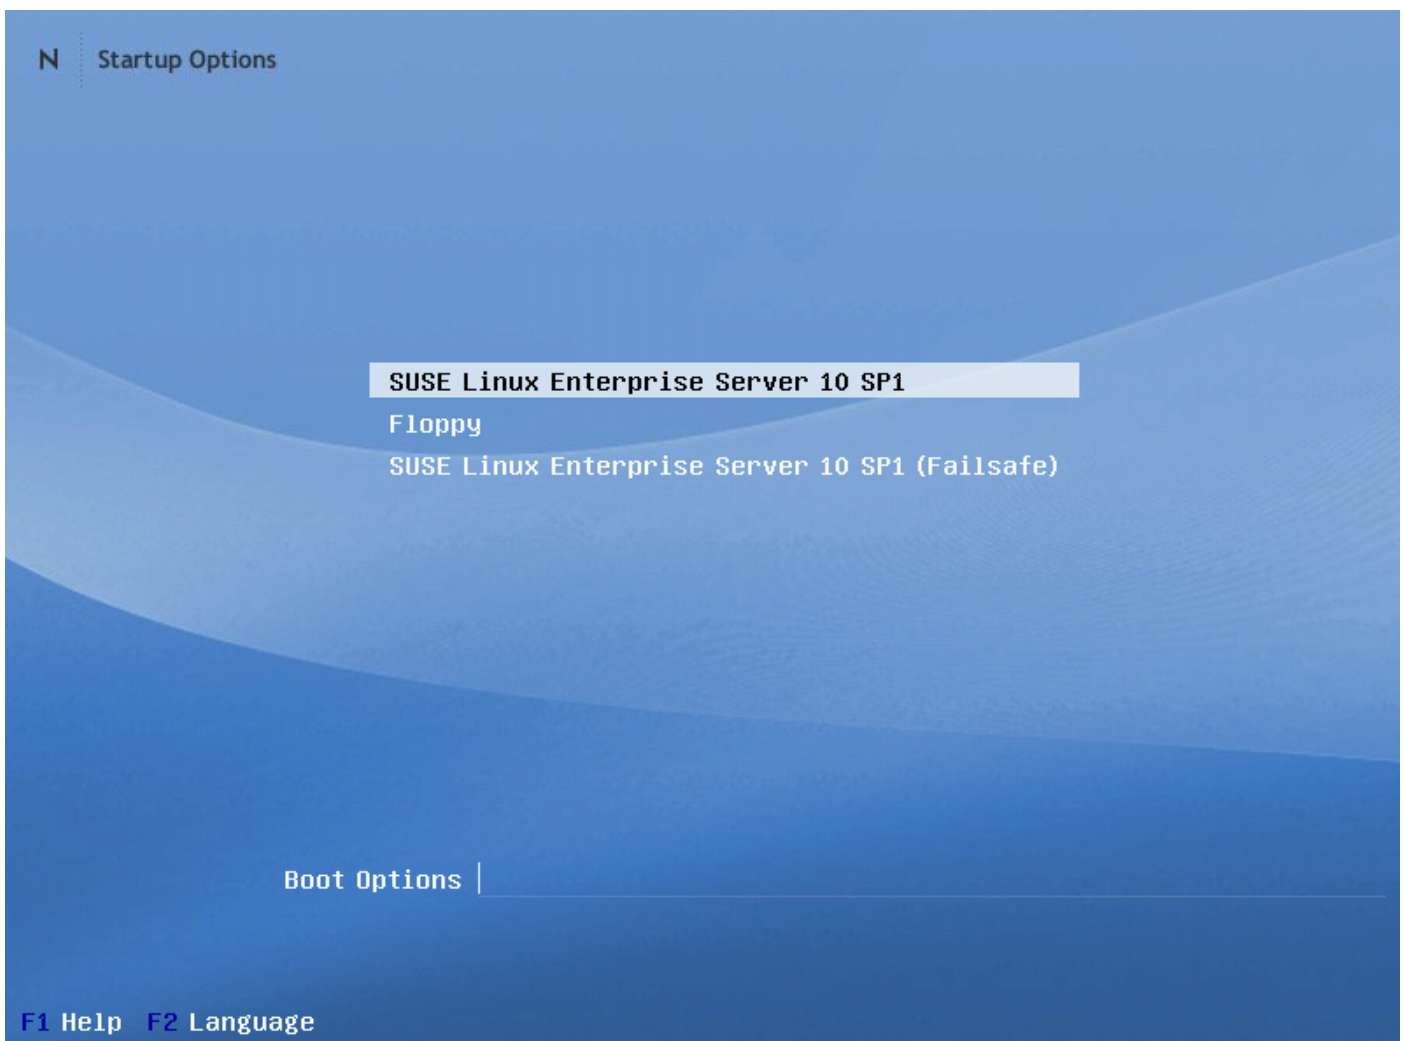 N Startup Options
SUSE Linux Enterprise Server 10 SP1
Floppy
SUSE Linux Enterprise Server 10 SP1 (Failsafe)
Boot Options
F1 Help F2 Language